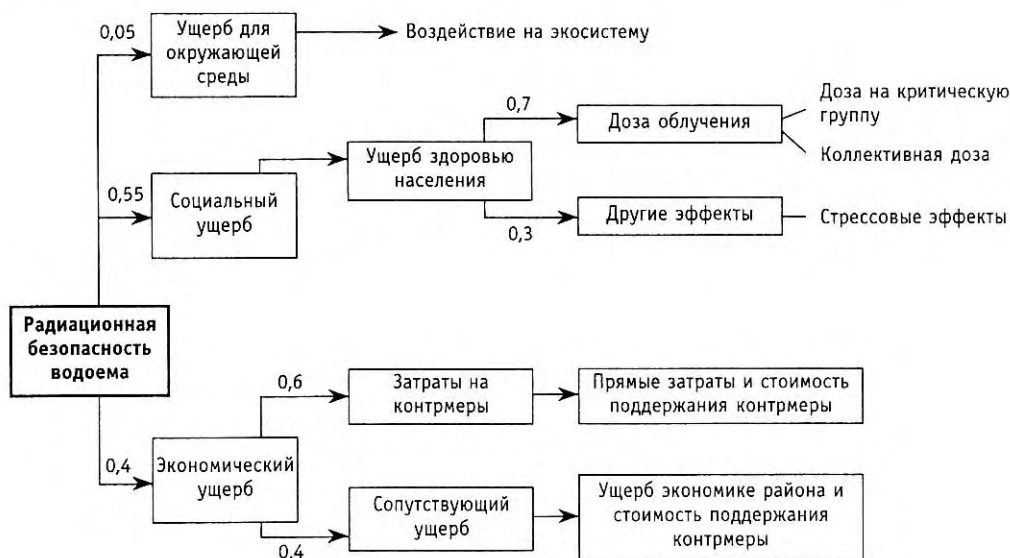 0,05
Ущерб для
окружающей
среды
Воздействие на экосистему
0,7
Доза облучения
Доза на критическую
группу
Коллективная доза
Ущерб здоровью
населения
0,55
Социальный
ущерб
Другие эффекты
0,3
Стрессовые эффекты
Радиационная
безопасность
водоема
0,6
Затраты на
контрмеры
Прямые затраты и стоимость
поддержания контрмеры
0,4
Экономический
ущерб
0,4
Сопутствующий
ущерб
Ущерб экономике района и
стоимость поддержания
контрмеры